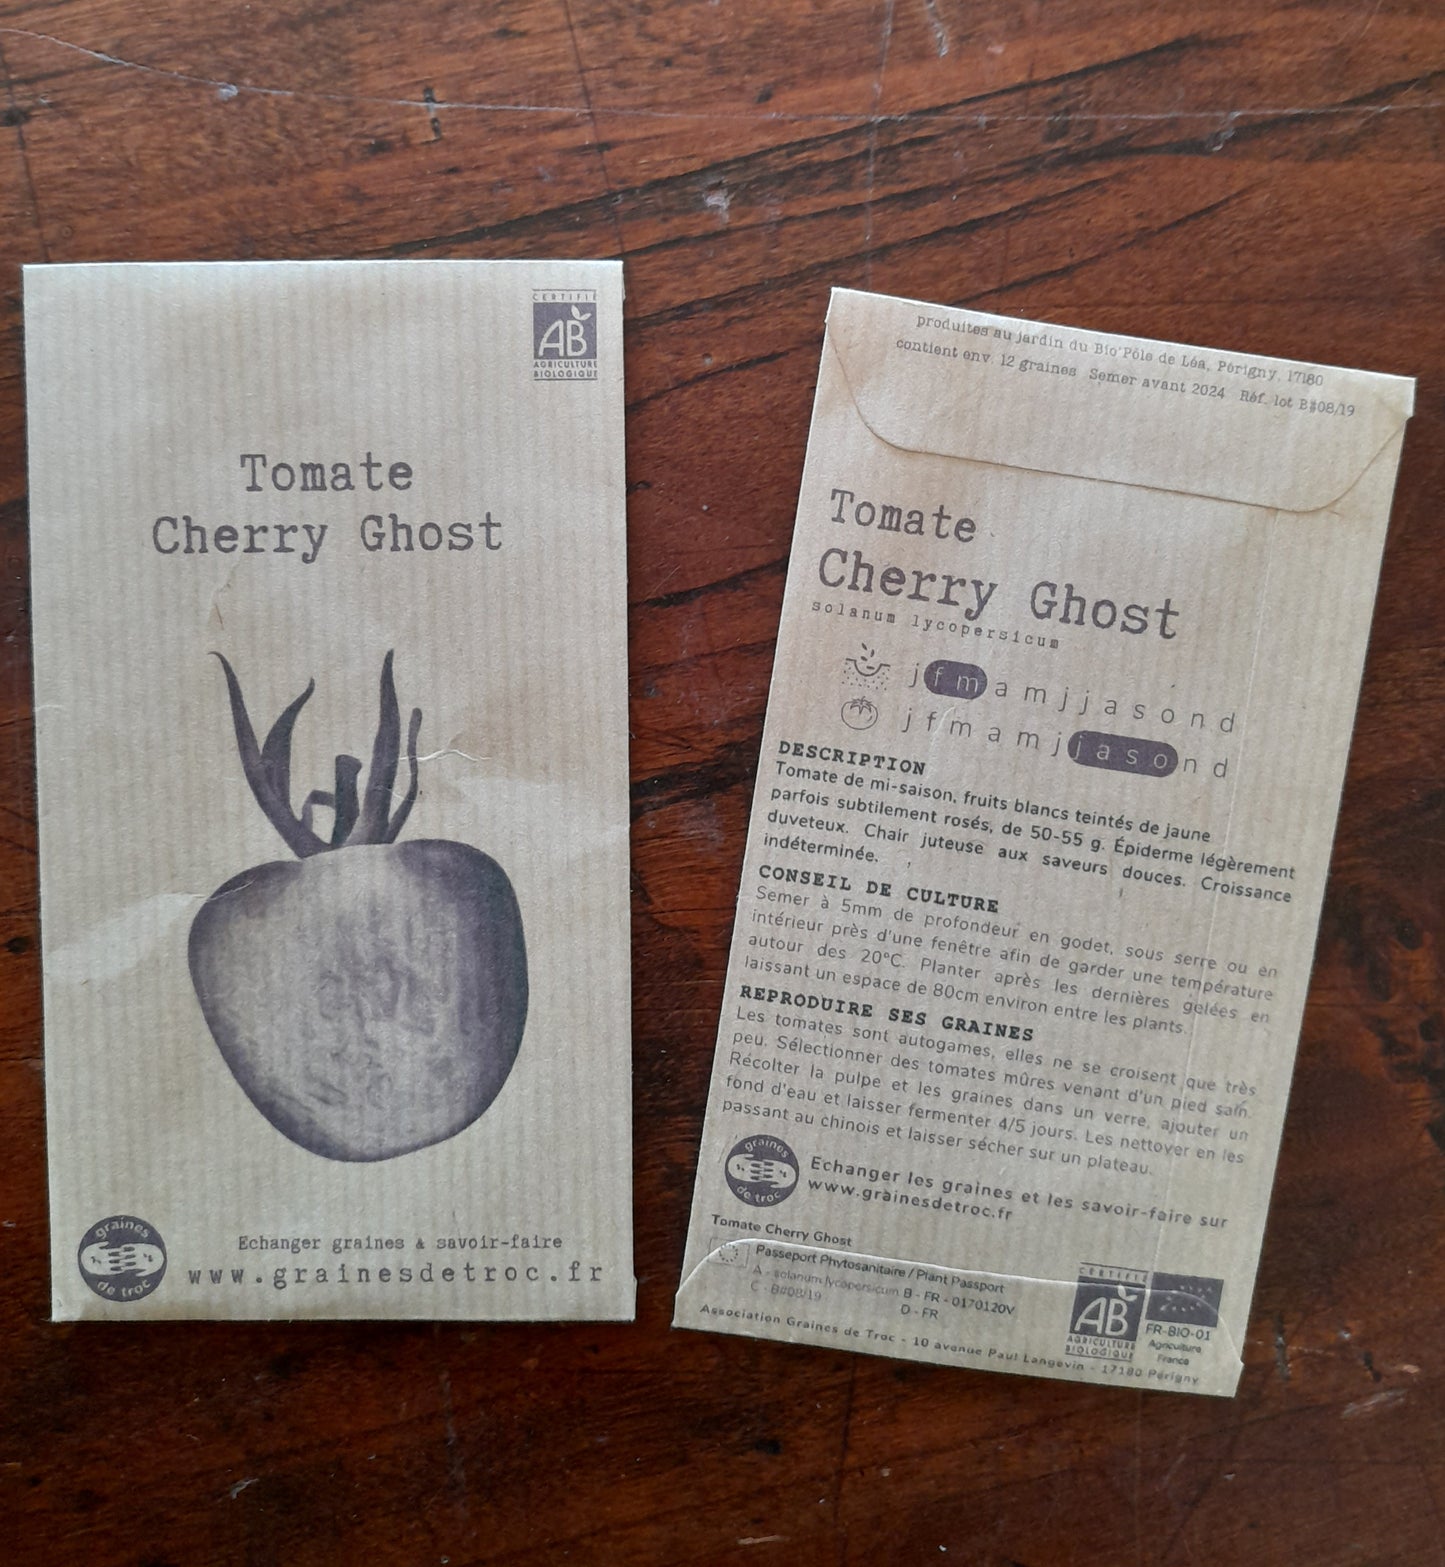 CERTIFIÉ
AB
AGRICULTURE
BIOLOGIQUE
Tomate
Cherry Ghost
graines
de troc
Echanger graines & savoir-faire
www.grainesdetroc.fr
produites au jardin du Bio'Pôle de Léa, Périgny, 17180
contient env. 12 graines Semer avant 2024 Réf. lot B#08/19
Tomate
Cherry Ghost
solanum lycopersicum
j f m a m j j a s o n d
j f m a m j j a s o n d
DESCRIPTION
Tomate de mi-saison, fruits blancs teintés de jaune
parfois subtilement rosés, de 50-55 g. Épiderme légèrement
duveteux. Chair juteuse aux saveurs douces. Croissance
indéterminée.
CONSEIL DE CULTURE
Semer à 5mm de profondeur en godet, sous serre ou en
intérieur près d'une fenêtre afin de garder une température
autour des 20°C. Planter après les dernières gelées en
laissant un espace de 80cm environ entre les plants.
REPRODUIRE SES GRAINES
Les tomates sont autogames, elles ne se croisent que très
peu. Sélectionner des tomates mûres venant d'un pied sain.
Récolter la pulpe et les graines dans un verre, ajouter un
fond d'eau et laisser fermenter 4/5 jours. Les nettoyer en les
passant au chinois et laisser sécher sur un plateau.
graines
de troc
Echanger les graines et les savoir-faire sur
www.grainesdetroc.fr
Tomate Cherry Ghost
Passeport Phytosanitaire / Plant Passport
A - solanum lycopersicum B - FR - 0170120V
C - B#08/19 D - FR
CERTIFIÉ
AB
AGRICULTURE
BIOLOGIQUE
FR-BIO-01
Agriculture
France
Association Graines de Troc - 10 avenue Paul Langevin - 17180 Périgny